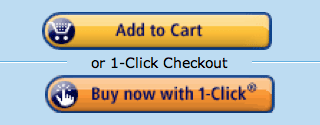 Add to Cart
or 1-Click Checkout
Buy now with 1-Click®